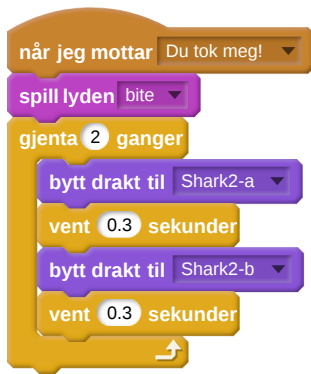 når jeg mottar Du tok meg!
spill lyden bite
gjenta 2 ganger
bytt drakt til Shark2-a
vent 0.3 sekunder
bytt drakt til Shark2-b
vent 0.3 sekunder